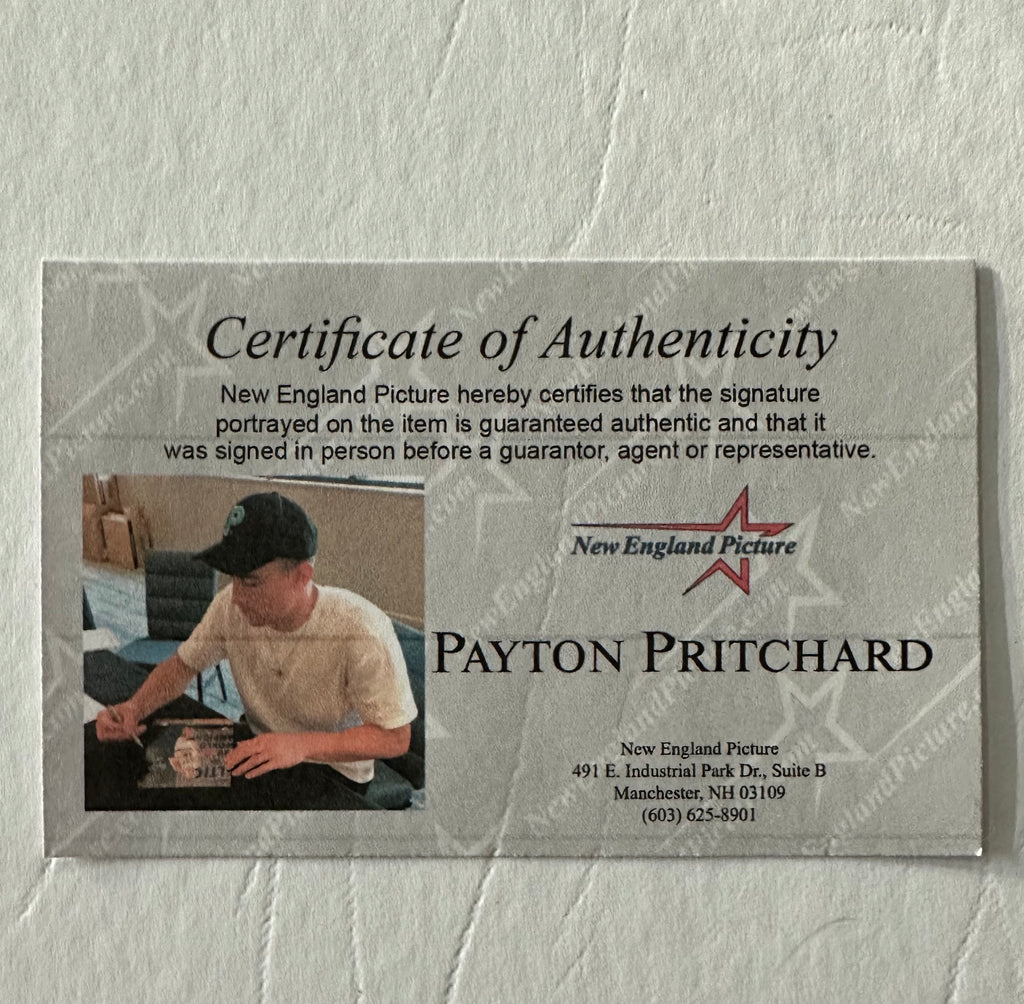 Certificate of Authenticity
New England Picture hereby certifies that the signature
portrayed on the item is guaranteed authentic and that it
was signed in person before a guarantor, agent or representative.
New England Picture
PAYTON PRITCHARD
New England Picture
491 E. Industrial Park Dr., Suite B
Manchester, NH 03109
(603) 625-8901